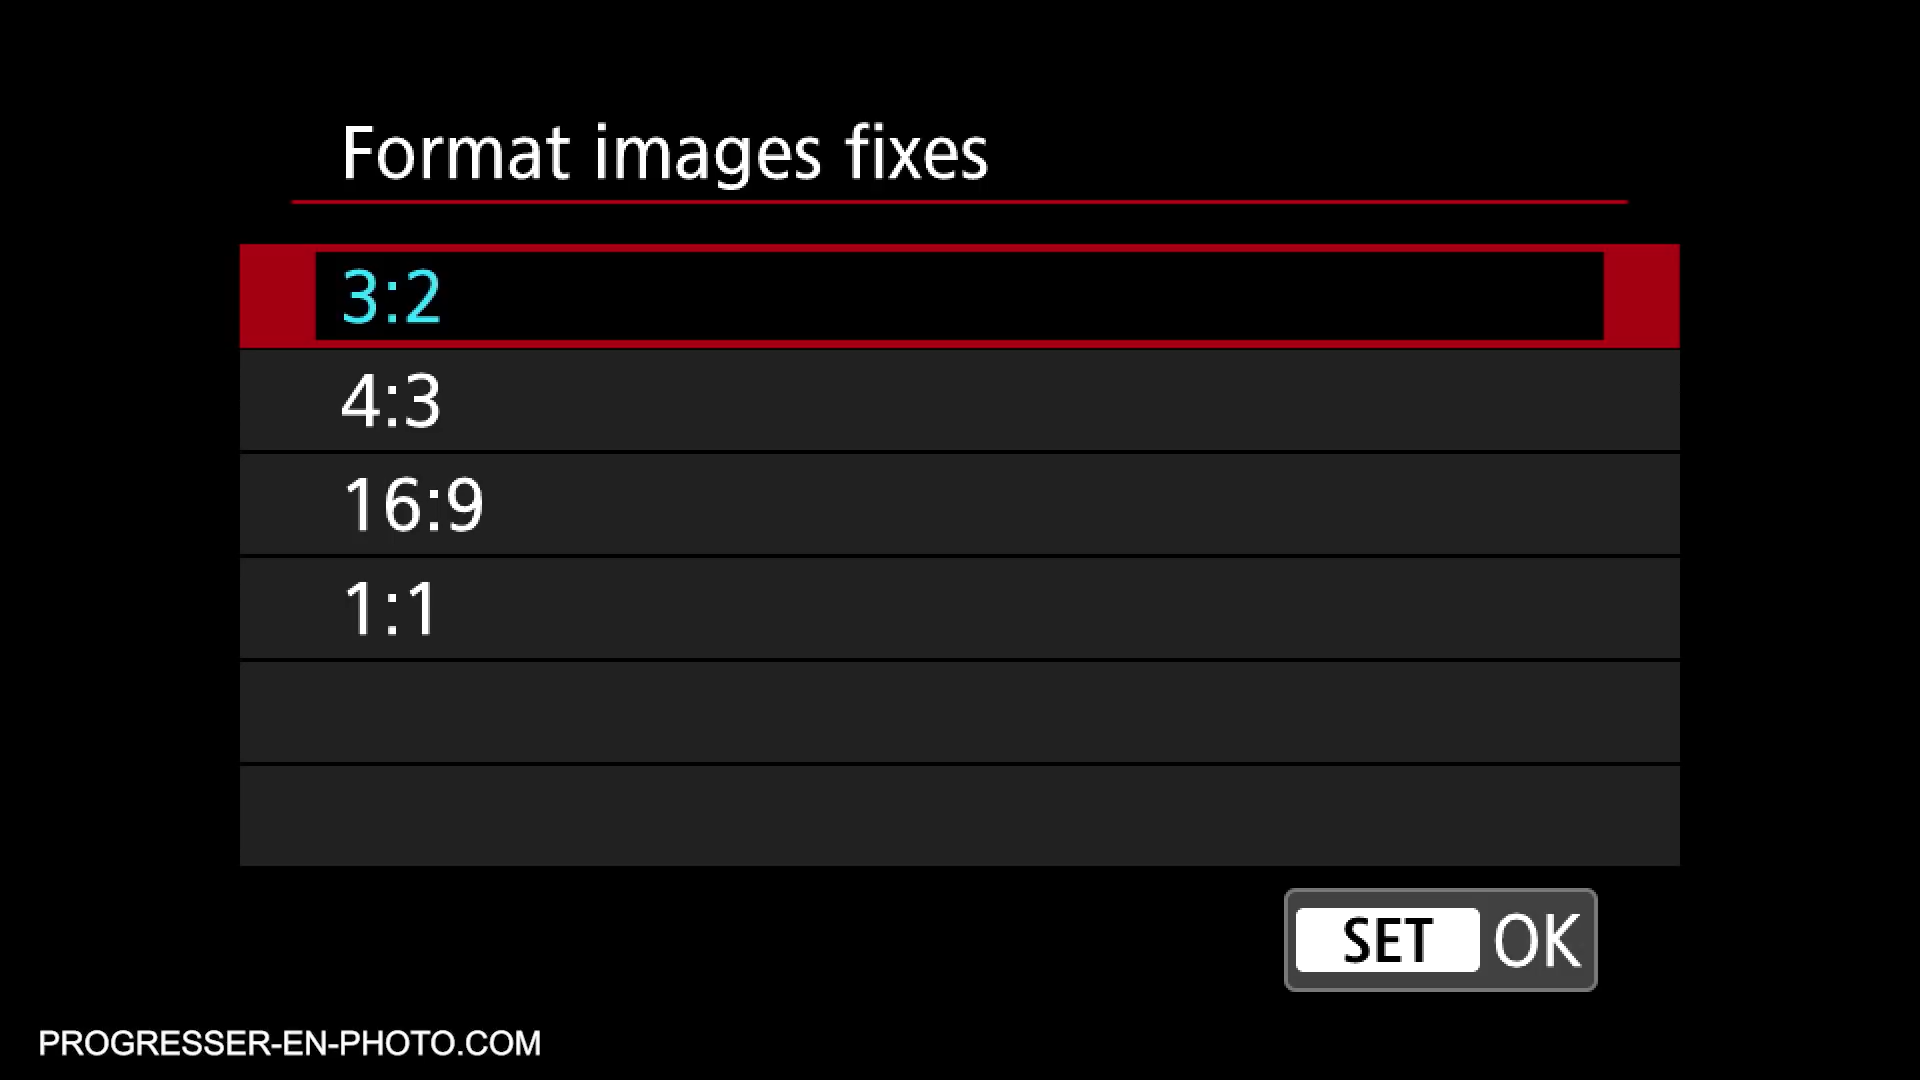 Format images fixes
3:2
4:3
16:9
1:1
SET OK
PROGRESSER-EN-PHOTO.COM